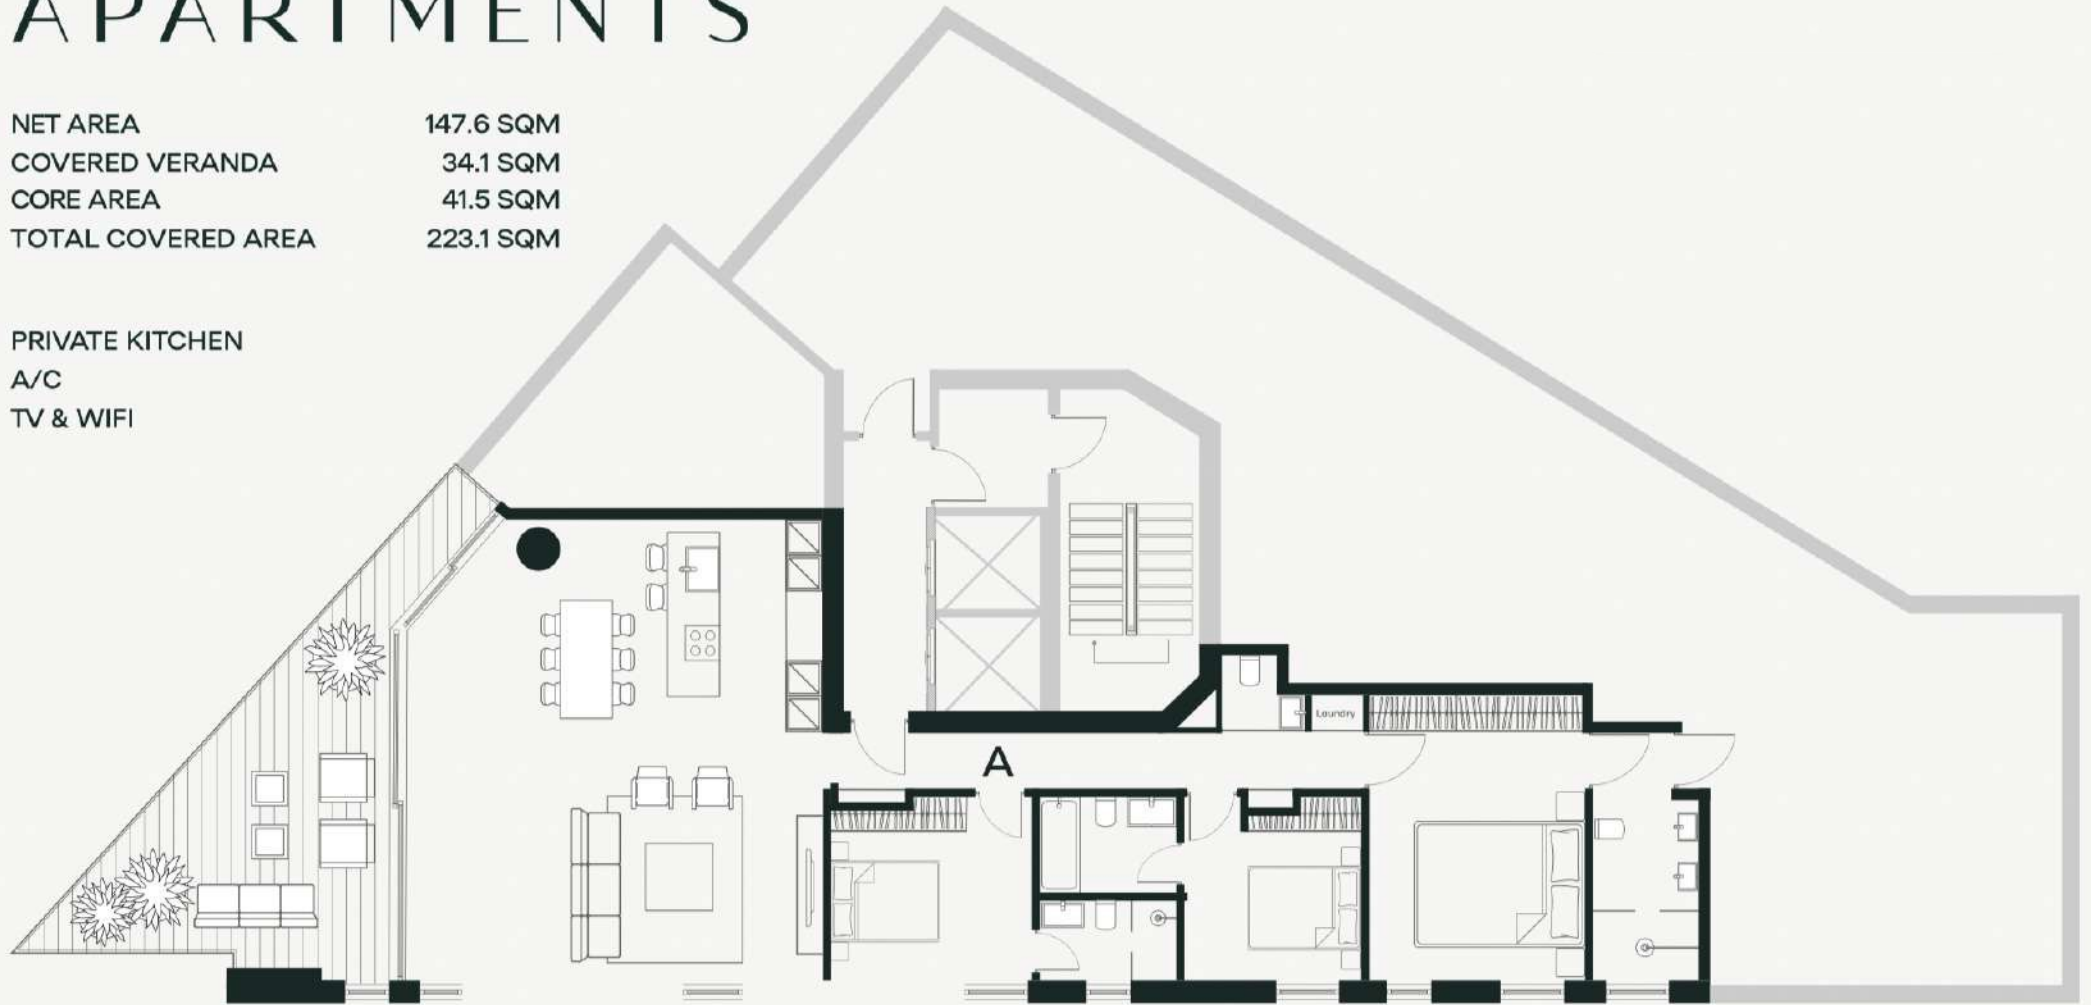 APARTMENTS
NET AREA 147.6 SQM
COVERED VERANDA 34.1 SQM
CORE AREA 41.5 SQM
TOTAL COVERED AREA 223.1 SQM
PRIVATE KITCHEN
A/C
TV & WIFI
Laundry
A